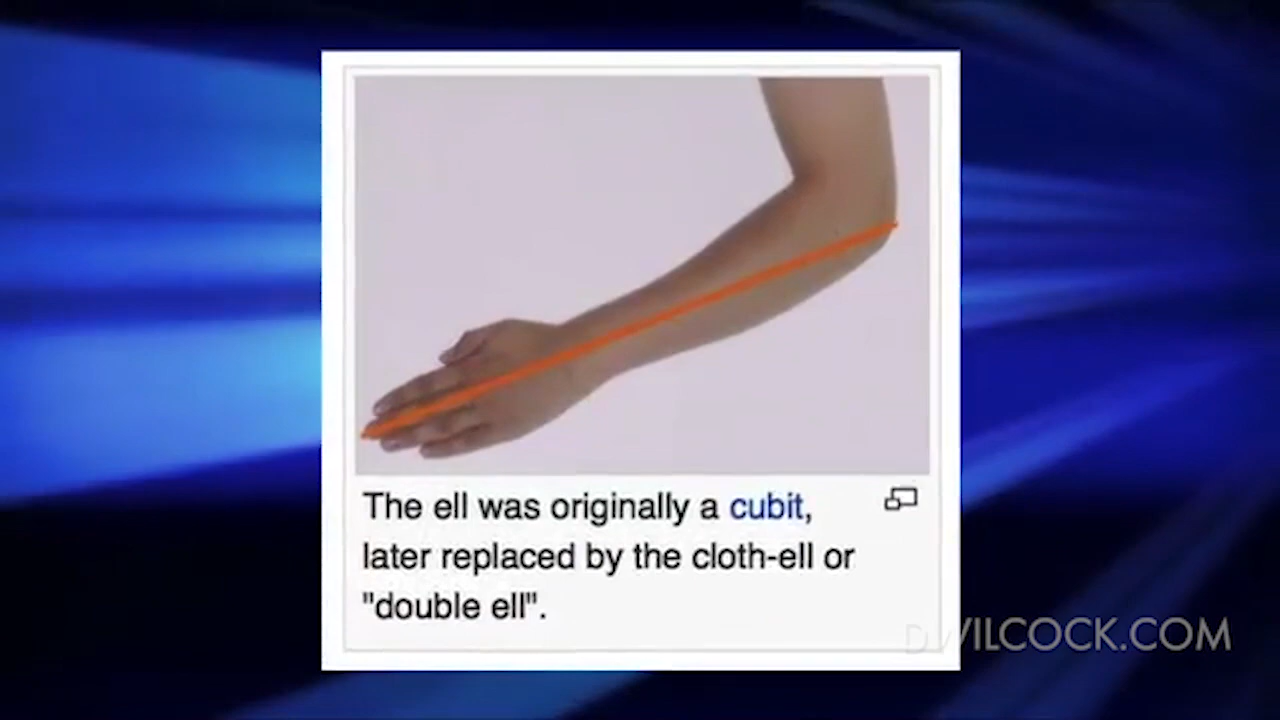 The ell was originally a cubit,
later replaced by the cloth-ell or
"double ell".
DWILCOCK.COM